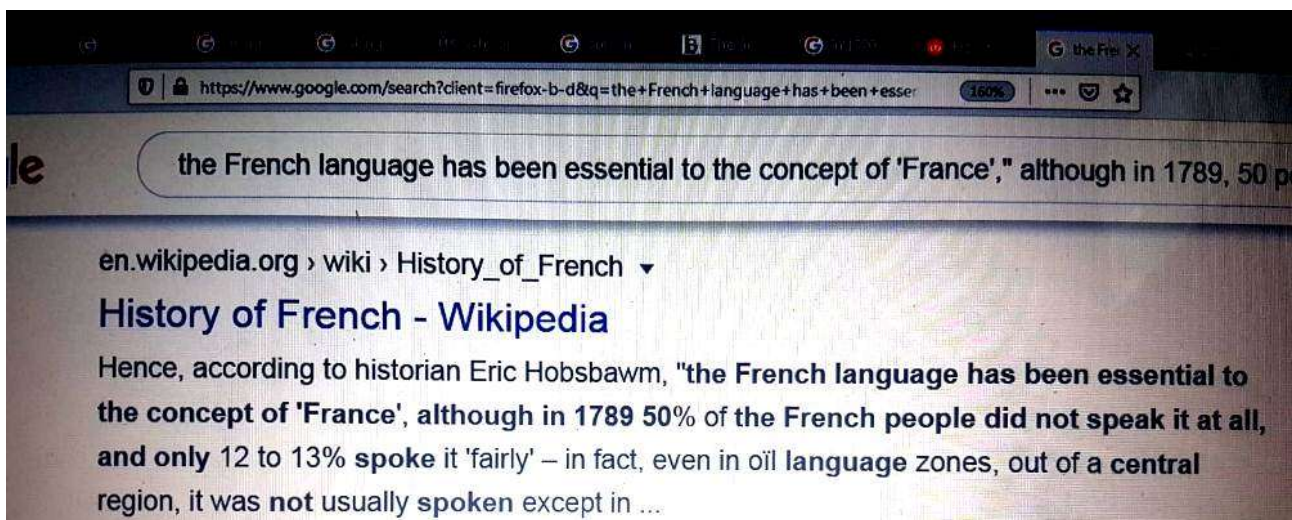 the Fre
https://www.google.com/search?client=firefox-b-d&q=the+French+language+has+been+esser
160%
le
the French language has been essential to the concept of 'France'," although in 1789, 50 p
en.wikipedia.org › wiki › History_of_French
History of French - Wikipedia
Hence, according to historian Eric Hobsbawm, "the French language has been essential to
the concept of 'France', although in 1789 50% of the French people did not speak it at all,
and only 12 to 13% spoke it 'fairly' – in fact, even in oïl language zones, out of a central
region, it was not usually spoken except in ...